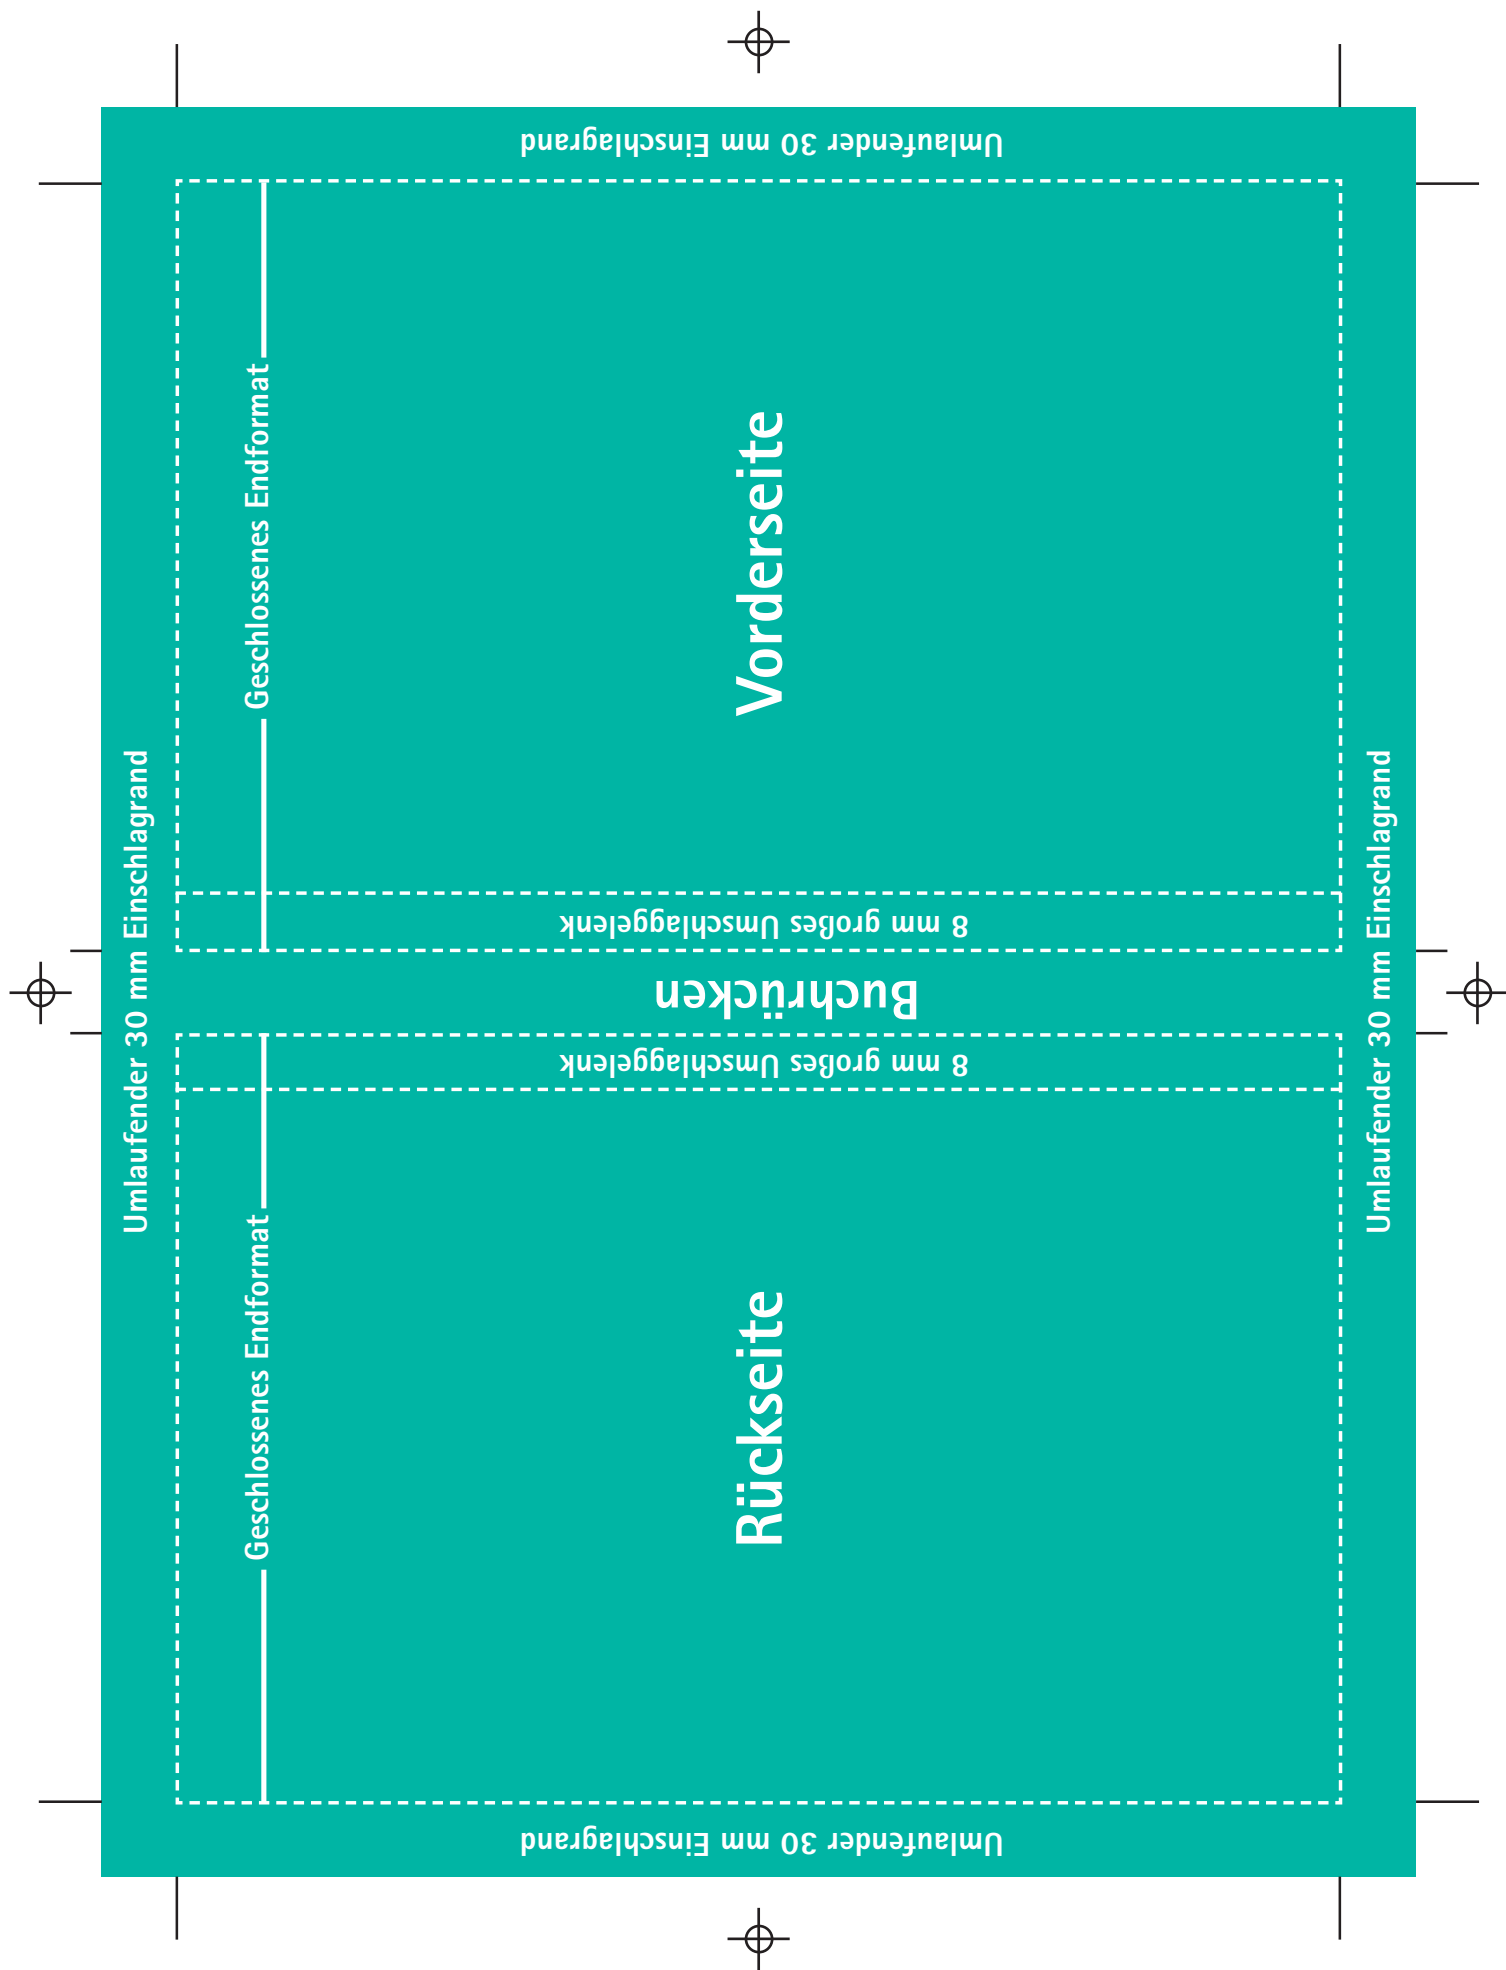 Umlaufender 30 mm Einschlagrand
Geschlossenes Endformat
Vorderseite
Umlaufender 30 mm Einschlagrand
Umlaufender 30 mm Einschlagrand
8 mm großes Umschlaggelenk
Buchrücken
8 mm großes Umschlaggelenk
Geschlossenes Endformat
Rückseite
Umlaufender 30 mm Einschlagrand